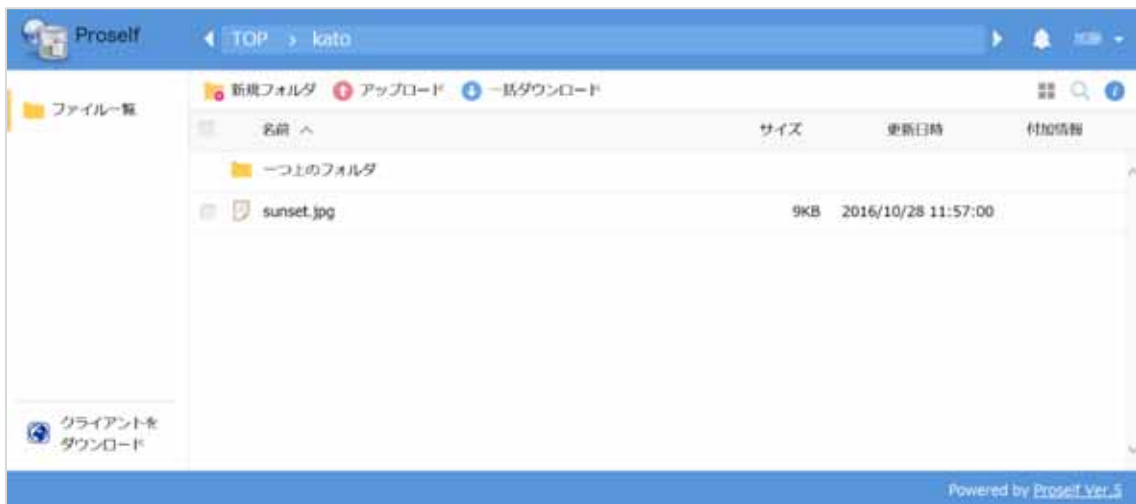 Proself
TOP › kato
ファイル一覧
新規フォルダ アップロード 一括ダウンロード
名前 サイズ 更新日時 付加情報
一つ上のフォルダ
sunset.jpg 9KB 2016/10/28 11:57:00
クライアントを
ダウンロード
Powered by Proself Ver.5